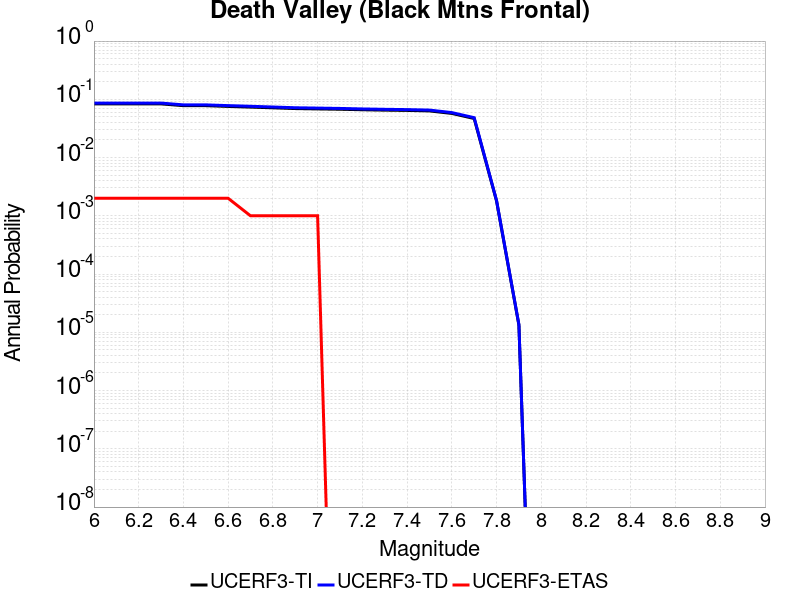 Death Valley (Black Mtns Frontal)
10^0
10^-1
10^-2
10^-3
10^-4
10^-5
10^-6
10^-7
10^-8
Annual Probability
6 6.2 6.4 6.6 6.8 7 7.2 7.4 7.6 7.8 8 8.2 8.4 8.6 8.8 9
Magnitude
UCERF3-TI UCERF3-TD UCERF3-ETAS